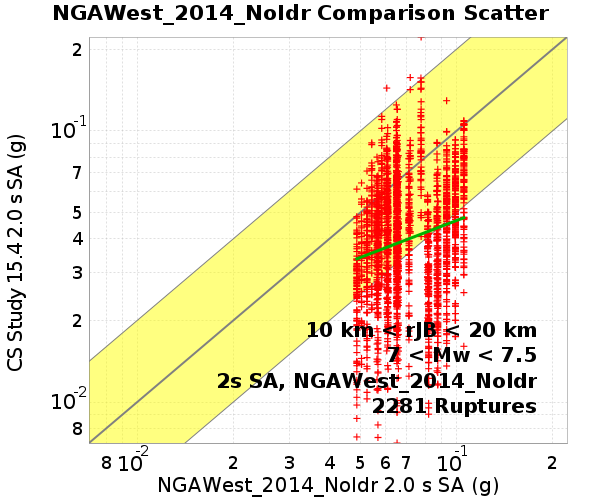 NGAWest_2014_NoIdr Comparison Scatter
CS Study 15.4 2.0 s SA (g)
2
10-1
7
5
4
3
2
10-2
8
10 km < rJB < 20 km
7 < Mw < 7.5
2s SA, NGAWest_2014_NoIdr
2281 Ruptures
8 10-2 2 3 4 5 6 7 10-1 2
NGAWest_2014_NoIdr 2.0 s SA (g)